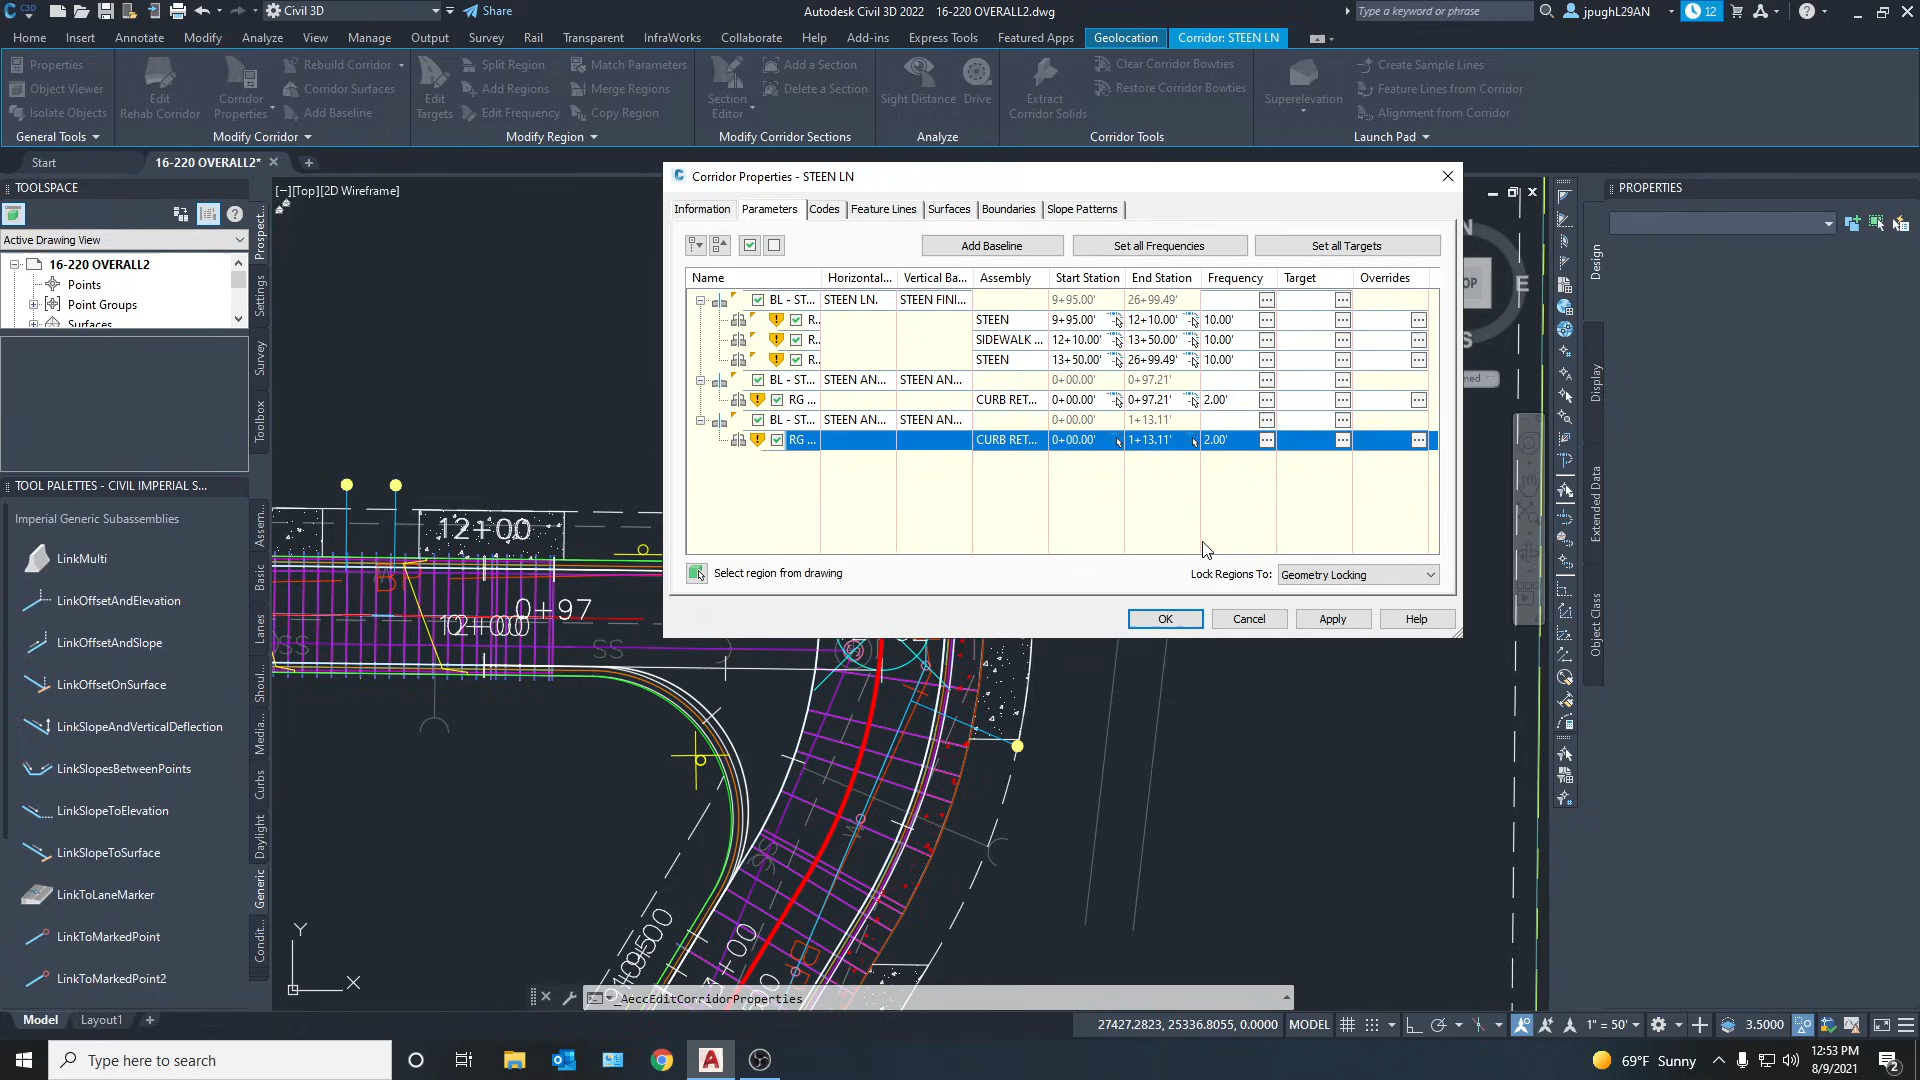 Civil 3D
Share
Autodesk Civil 3D 2022 16-220 OVERALL2.dwg
Type a keyword or phrase
jpughL29AN
12
Home Insert Annotate Modify Analyze View Manage Output Survey Rail Transparent InfraWorks Collaborate Help Add-ins Express Tools Featured Apps Geolocation Corridor: STEEN LN
Properties
Object Viewer
Isolate Objects
General Tools
Edit
Rehab Corridor
Corridor
Properties
Rebuild Corridor
Corridor Surfaces
Add Baseline
Modify Corridor
Edit
Targets
Split Region
Add Regions
Edit Frequency
Match Parameters
Merge Regions
Copy Region
Modify Region
Section
Editor
Add a Section
Delete a Section
Modify Corridor Sections
Sight Distance
Drive
Analyze
Extract
Corridor Solids
Clear Corridor Bowties
Restore Corridor Bowties
Corridor Tools
Superelevation
Create Sample Lines
Feature Lines from Corridor
Alignment from Corridor
Launch Pad
Start
16-220 OVERALL2*
TOOLSPACE
Active Drawing View
16-220 OVERALL2
Points
Point Groups
Surfaces
Prospect...
Settings
Survey
Toolbox
TOOL PALETTES - CIVIL IMPERIAL S...
Imperial Generic Subassemblies
LinkMulti
LinkOffsetAndElevation
LinkOffsetAndSlope
LinkOffsetOnSurface
LinkSlopeAndVerticalDeflection
LinkSlopesBetweenPoints
LinkSlopeToElevation
LinkSlopeToSurface
LinkToLaneMarker
LinkToMarkedPoint
LinkToMarkedPoint2
Assem...
Basic
Lanes
Shoul...
Media...
Curbs
Daylight
Generic
Condit...
[−][Top][2D Wireframe]
Corridor Properties - STEEN LN
Information Parameters Codes Feature Lines Surfaces Boundaries Slope Patterns
Add Baseline Set all Frequencies Set all Targets
Name Horizontal... Vertical Ba... Assembly Start Station End Station Frequency Target Overrides
BL - ST... STEEN LN. STEEN FINI... 9+95.00' 26+99.49'
R.. STEEN 9+95.00' 12+10.00' 10.00'
R.. SIDEWALK ... 12+10.00' 13+50.00' 10.00'
R.. STEEN 13+50.00' 26+99.49' 10.00'
BL - ST... STEEN AN... STEEN AN... 0+00.00' 0+97.21'
RG ... CURB RET... 0+00.00' 0+97.21' 2.00'
BL - ST... STEEN AN... STEEN AN... 0+00.00' 1+13.11'
RG ... CURB RET... 0+00.00' 1+13.11' 2.00'
Select region from drawing
Lock Regions To: Geometry Locking
OK Cancel Apply Help
12+00
0+97
SS
SS
SS
E
S
PROPERTIES
Design
Display
Extended Data
Object Class
_AeccEditCorridorProperties
Y
X
Model Layout1
27427.2823, 25336.8055, 0.0000 MODEL
1" = 50'
3.5000
Type here to search
69°F Sunny
12:53 PM
8/9/2021
2